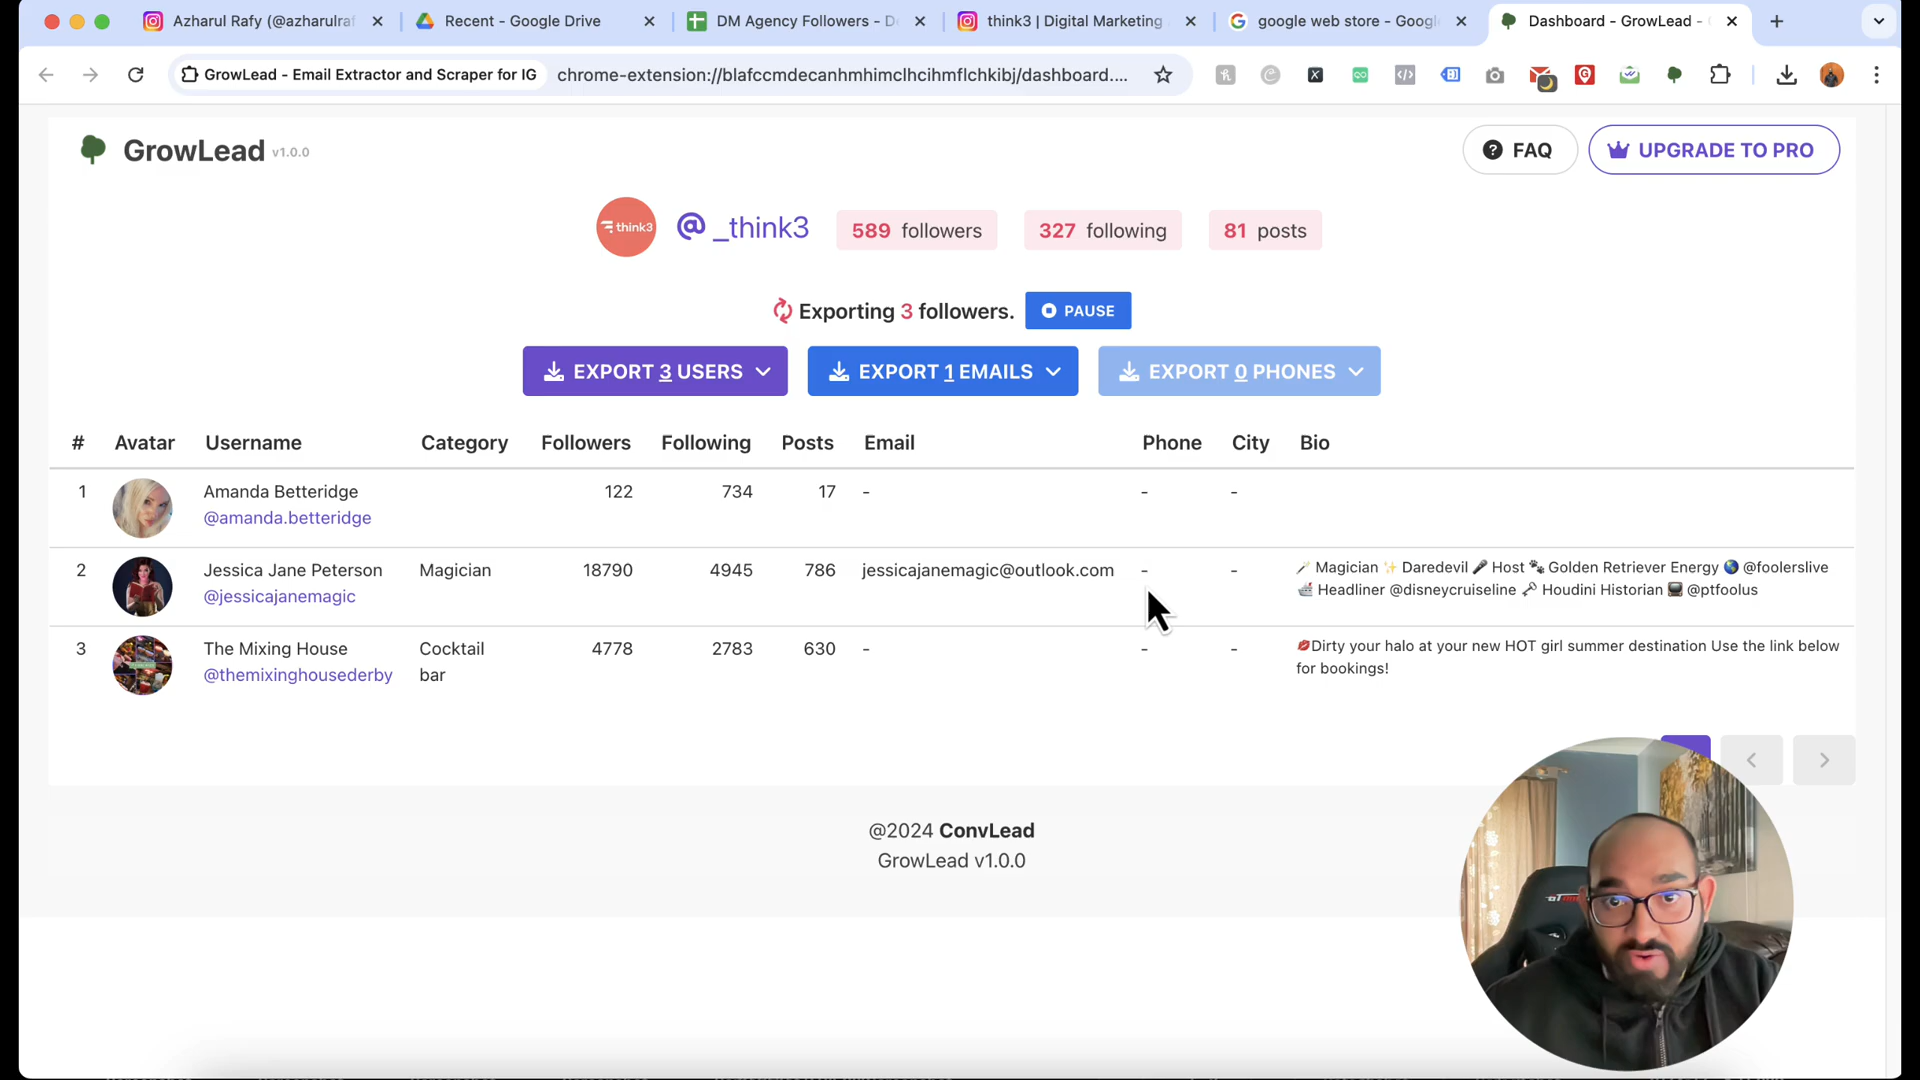 Azharul Rafy (@azharulraf
Recent - Google Drive
DM Agency Followers - D
think3 | Digital Marketing
google web store - Googl
Dashboard - GrowLead -
GrowLead - Email Extractor and Scraper for IG
chrome-extension://blafccmdecanhmhimclhcihmflchkibj/dashboard....
GrowLead v1.0.0
FAQ
UPGRADE TO PRO
think3
@ _think3
589 followers
327 following
81 posts
Exporting 3 followers.
PAUSE
EXPORT 3 USERS
EXPORT 1 EMAILS
EXPORT 0 PHONES
# Avatar Username Category Followers Following Posts Email Phone City Bio
1 Amanda Betteridge 122 734 17 - - -
@amanda.betteridge
2 Jessica Jane Peterson Magician 18790 4945 786 jessicajanemagic@outlook.com - - 🪄 Magician ✨ Daredevil 🎤 Host 🐾 Golden Retriever Energy 🌎 @foolerslive
@jessicajanemagic 🛳 Headliner @disneycruiseline 🗝 Houdini Historian 📺 @ptfoolus
3 The Mixing House Cocktail 4778 2783 630 - - - 💋Dirty your halo at your new HOT girl summer destination Use the link below
@themixinghousederby bar for bookings!
@2024 ConvLead
GrowLead v1.0.0